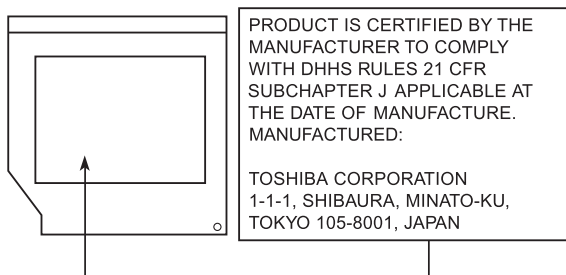 PRODUCT IS CERTIFIED BY THE
MANUFACTURER TO COMPLY
WITH DHHS RULES 21 CFR
SUBCHAPTER J APPLICABLE AT
THE DATE OF MANUFACTURE.
MANUFACTURED:
TOSHIBA CORPORATION
1-1-1, SHIBAURA, MINATO-KU,
TOKYO 105-8001, JAPAN